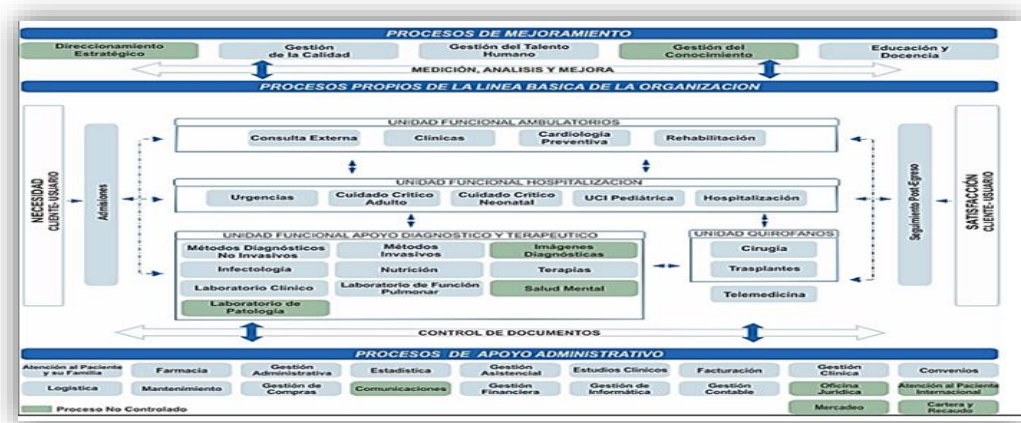 PROCESOS DE MEJORAMIENTO
Direccionamiento
Estratégico
Gestión
de la Calidad
Gestión del Talento
Humano
Gestión del
Conocimiento
Educación y
Docencia
MEDICIÓN, ANALISIS Y MEJORA
PROCESOS PROPIOS DE LA LINEA BASICA DE LA ORGANIZACION
NECESIDAD
CLIENTE-USUARIO
Admisiones
UNIDAD FUNCIONAL AMBULATORIOS
Consulta Externa
Clínicas
Cardiología
Preventiva
Rehabilitación
UNIDAD FUNCIONAL HOSPITALIZACION
Urgencias
Cuidado Crítico
Adulto
Cuidado Crítico
Neonatal
UCI Pediátrica
Hospitalización
UNIDAD FUNCIONAL APOYO DIAGNOSTICO Y TERAPEUTICO
Métodos Diagnósticos
No Invasivos
Métodos
Invasivos
Imágenes
Diagnósticas
Infectología
Nutrición
Terapias
Laboratorio Clínico
Laboratorio de Función
Pulmonar
Salud Mental
Laboratorio de
Patología
UNIDAD QUIROFANOS
Cirugía
Trasplantes
Telemedicina
Seguimiento Post-Egreso
SATISFACCIÓN
CLIENTE-USUARIO
CONTROL DE DOCUMENTOS
PROCESOS DE APOYO ADMINISTRATIVO
Atención al Paciente
y su Familia
Farmacia
Gestión
Administrativa
Estadística
Gestión
Asistencial
Estudios Clínicos
Facturación
Gestión
Clínica
Convenios
Logística
Mantenimiento
Gestión de
Compras
Comunicaciones
Gestión
Financiera
Gestión de
Informática
Gestión
Contable
Oficina
Jurídica
Atención al Paciente
Internacional
Proceso No Controlado
Mercadeo
Cartera y
Recaudo